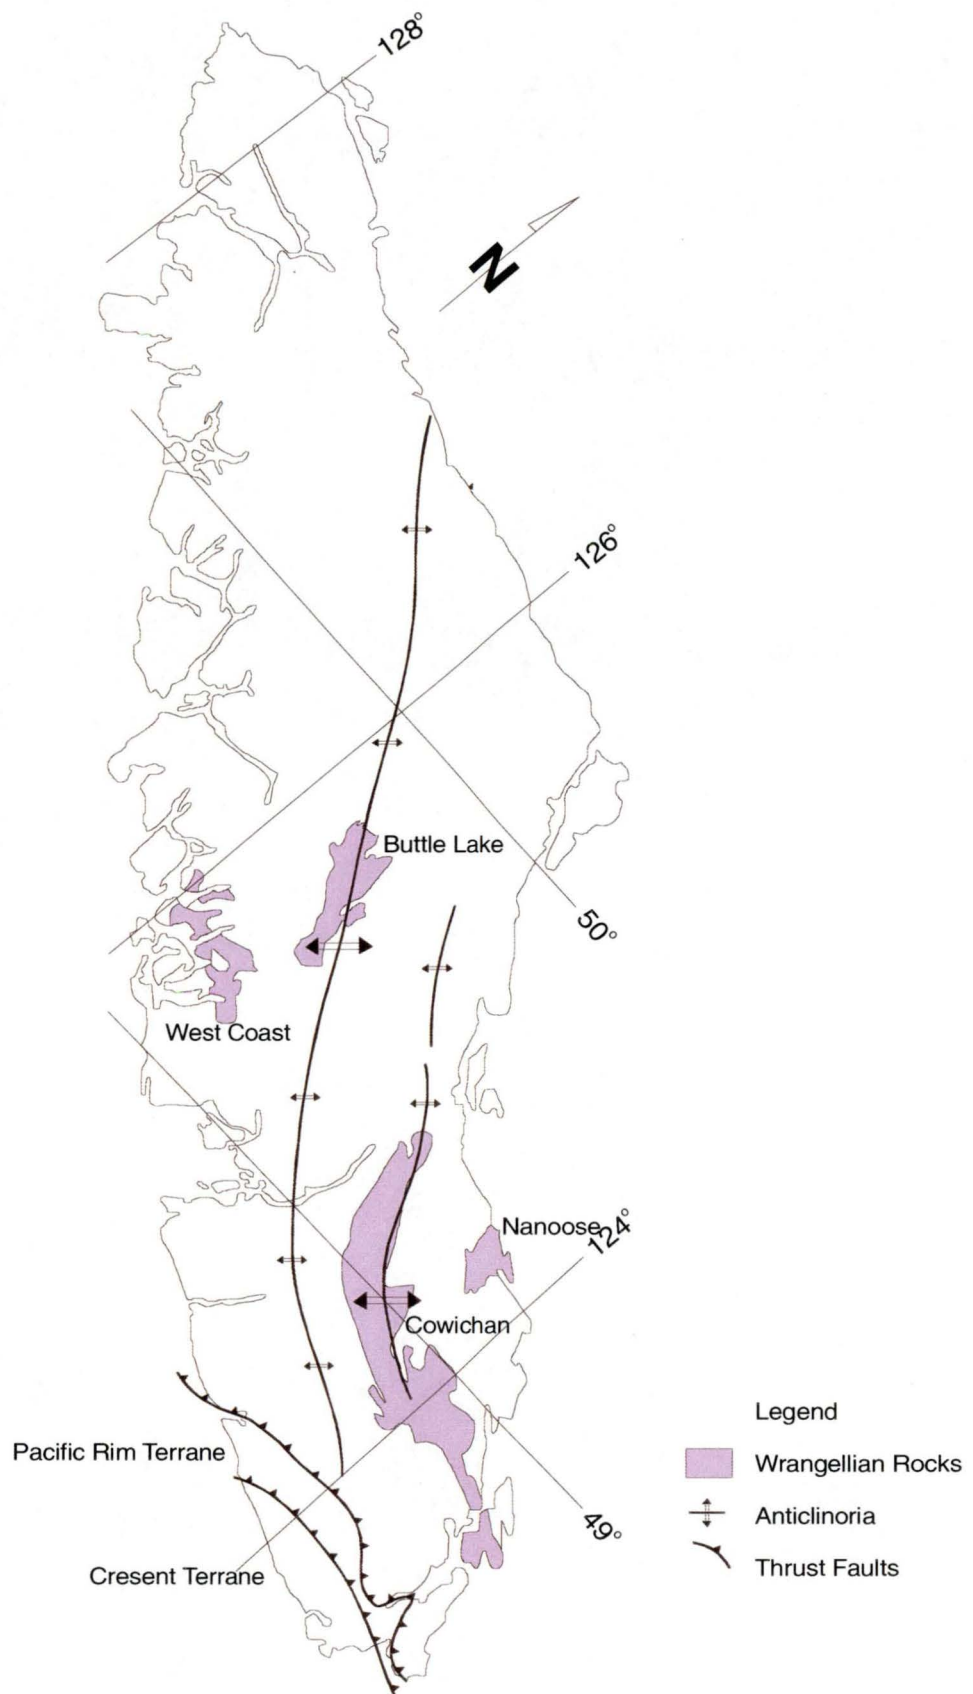 128°
N
126°
Buttle Lake
50°
West Coast
Nanoose
124°
Cowichan
Legend
Pacific Rim Terrane
Wrangellian Rocks
49°
Anticlinoria
Thrust Faults
Cresent Terrane